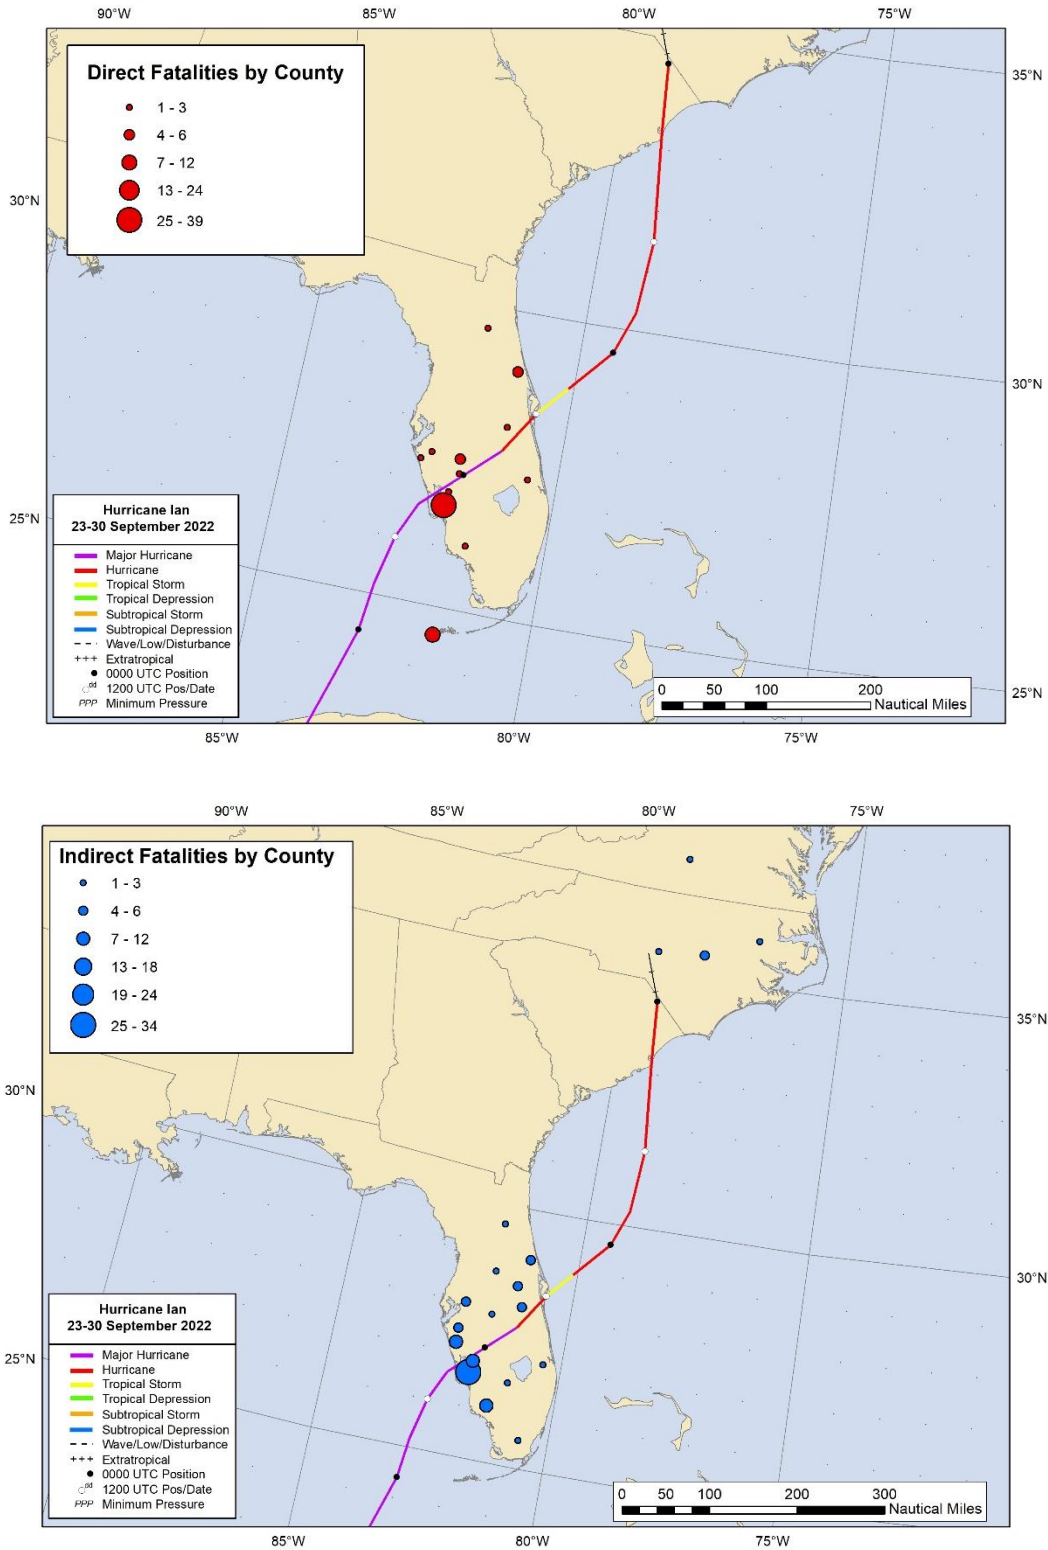 90°W 85°W 80°W 75°W
Direct Fatalities by County
1 - 3
4 - 6
7 - 12
13 - 24
25 - 39
35°N
30°N
30°N
25°N
25°N
Hurricane Ian
23-30 September 2022
Major Hurricane
Hurricane
Tropical Storm
Tropical Depression
Subtropical Storm
Subtropical Depression
Wave/Low/Disturbance
+++ Extratropical
0000 UTC Position
dd 1200 UTC Pos/Date
PPP Minimum Pressure
0 50 100 200
Nautical Miles
85°W 80°W 75°W
90°W 85°W 80°W 75°W
Indirect Fatalities by County
1 - 3
4 - 6
7 - 12
13 - 18
19 - 24
25 - 34
35°N
30°N
30°N
25°N
Hurricane Ian
23-30 September 2022
Major Hurricane
Hurricane
Tropical Storm
Tropical Depression
Subtropical Storm
Subtropical Depression
Wave/Low/Disturbance
+++ Extratropical
0000 UTC Position
dd 1200 UTC Pos/Date
PPP Minimum Pressure
25°N
0 50 100 200 300
Nautical Miles
85°W 80°W 75°W